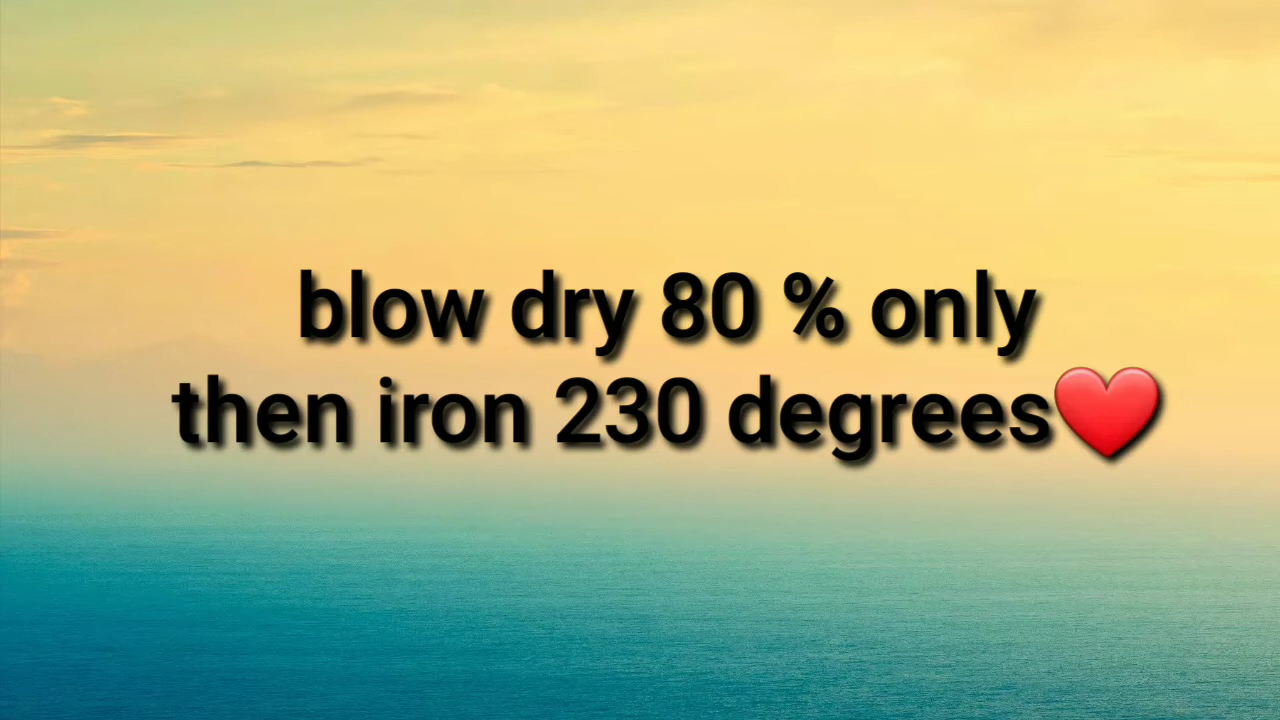 blow dry 80 % only
then iron 230 degrees❤️